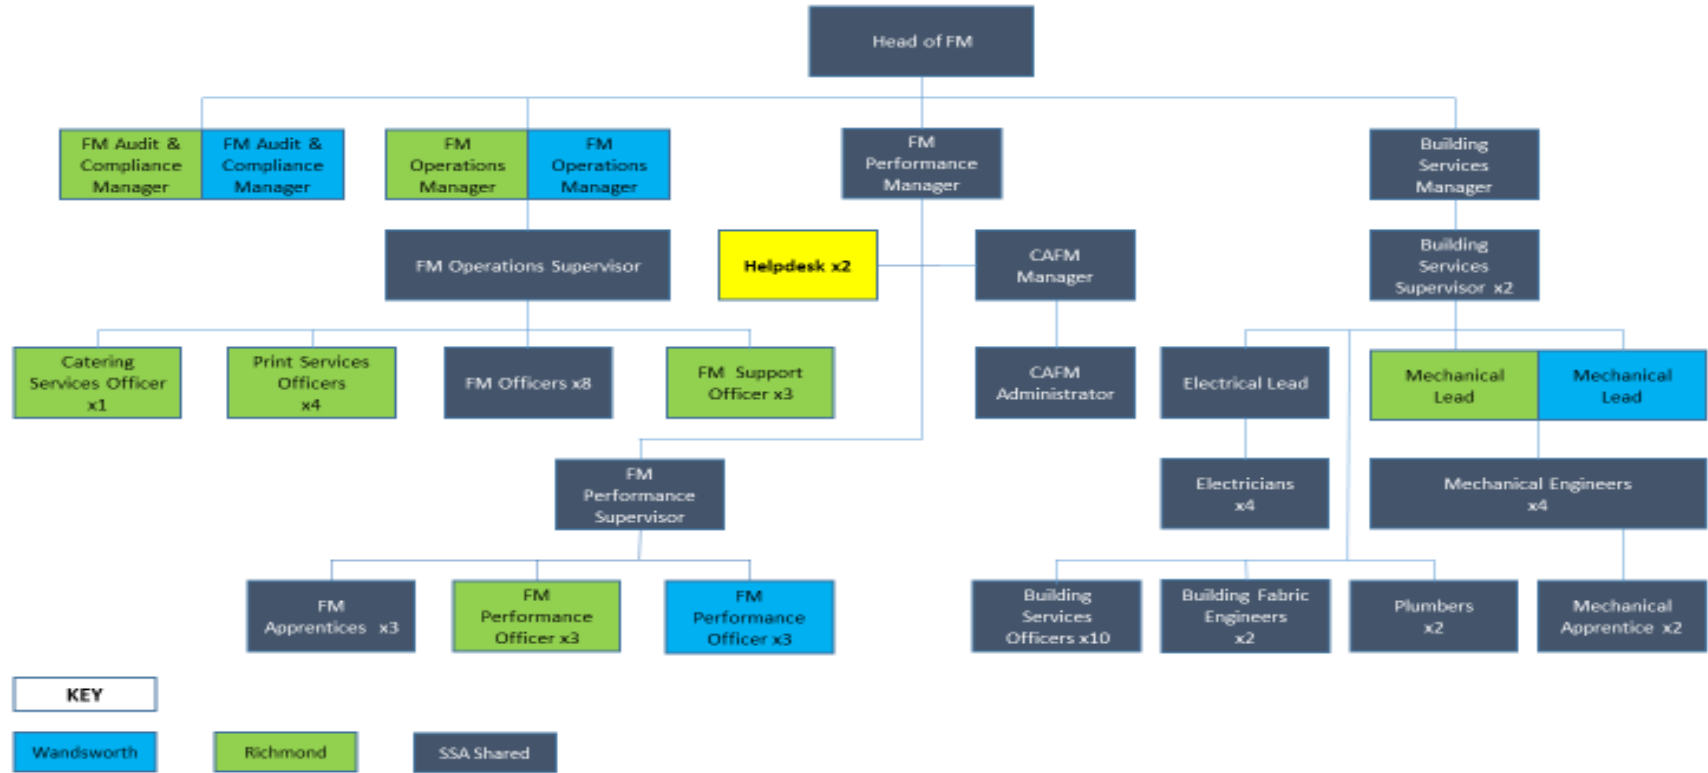 Head of FM
FM Audit &
Compliance
Manager
FM Audit &
Compliance
Manager
FM
Operations
Manager
FM
Operations
Manager
FM
Performance
Manager
Building
Services
Manager
FM Operations Supervisor
Helpdesk x2
CAFM
Manager
Building
Services
Supervisor x2
Catering
Services Officer
x1
Print Services
Officers
x4
FM Officers x8
FM Support
Officer x3
CAFM
Administrator
Electrical Lead
Mechanical
Lead
Mechanical
Lead
FM
Performance
Supervisor
Electricians
x4
Mechanical Engineers
x4
FM
Apprentices x3
FM
Performance
Officer x3
FM
Performance
Officer x3
Building
Services
Officers x10
Building Fabric
Engineers
x2
Plumbers
x2
Mechanical
Apprentice x2
KEY
Wandsworth
Richmond
SSA Shared